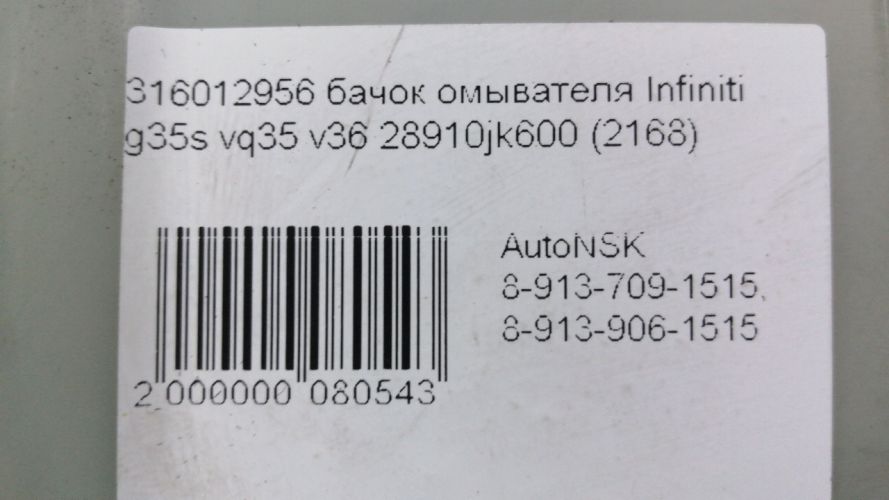 316012956 бачок омывателя Infiniti
g35s vq35 v36 28910jk600 (2168)
AutoNSK
8-913-709-1515,
8-913-906-1515
2 000000 080543